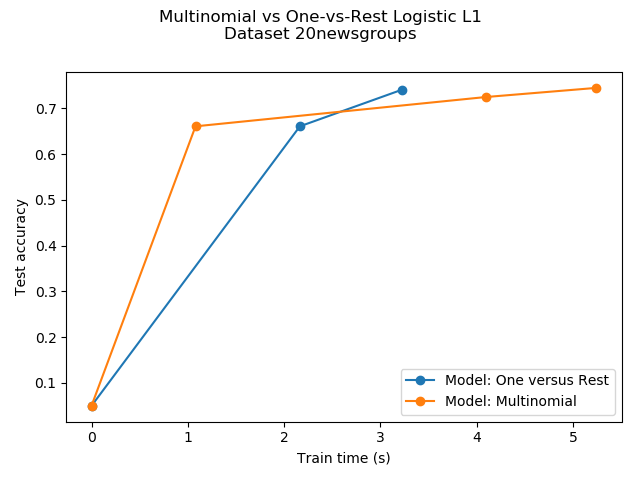 Multinomial vs One-vs-Rest Logistic L1
Dataset 20newsgroups
0.7
0.6
0.5
0.4
0.3
0.2
0.1
Test accuracy
Model: One versus Rest
Model: Multinomial
0 1 2 3 4 5
Train time (s)